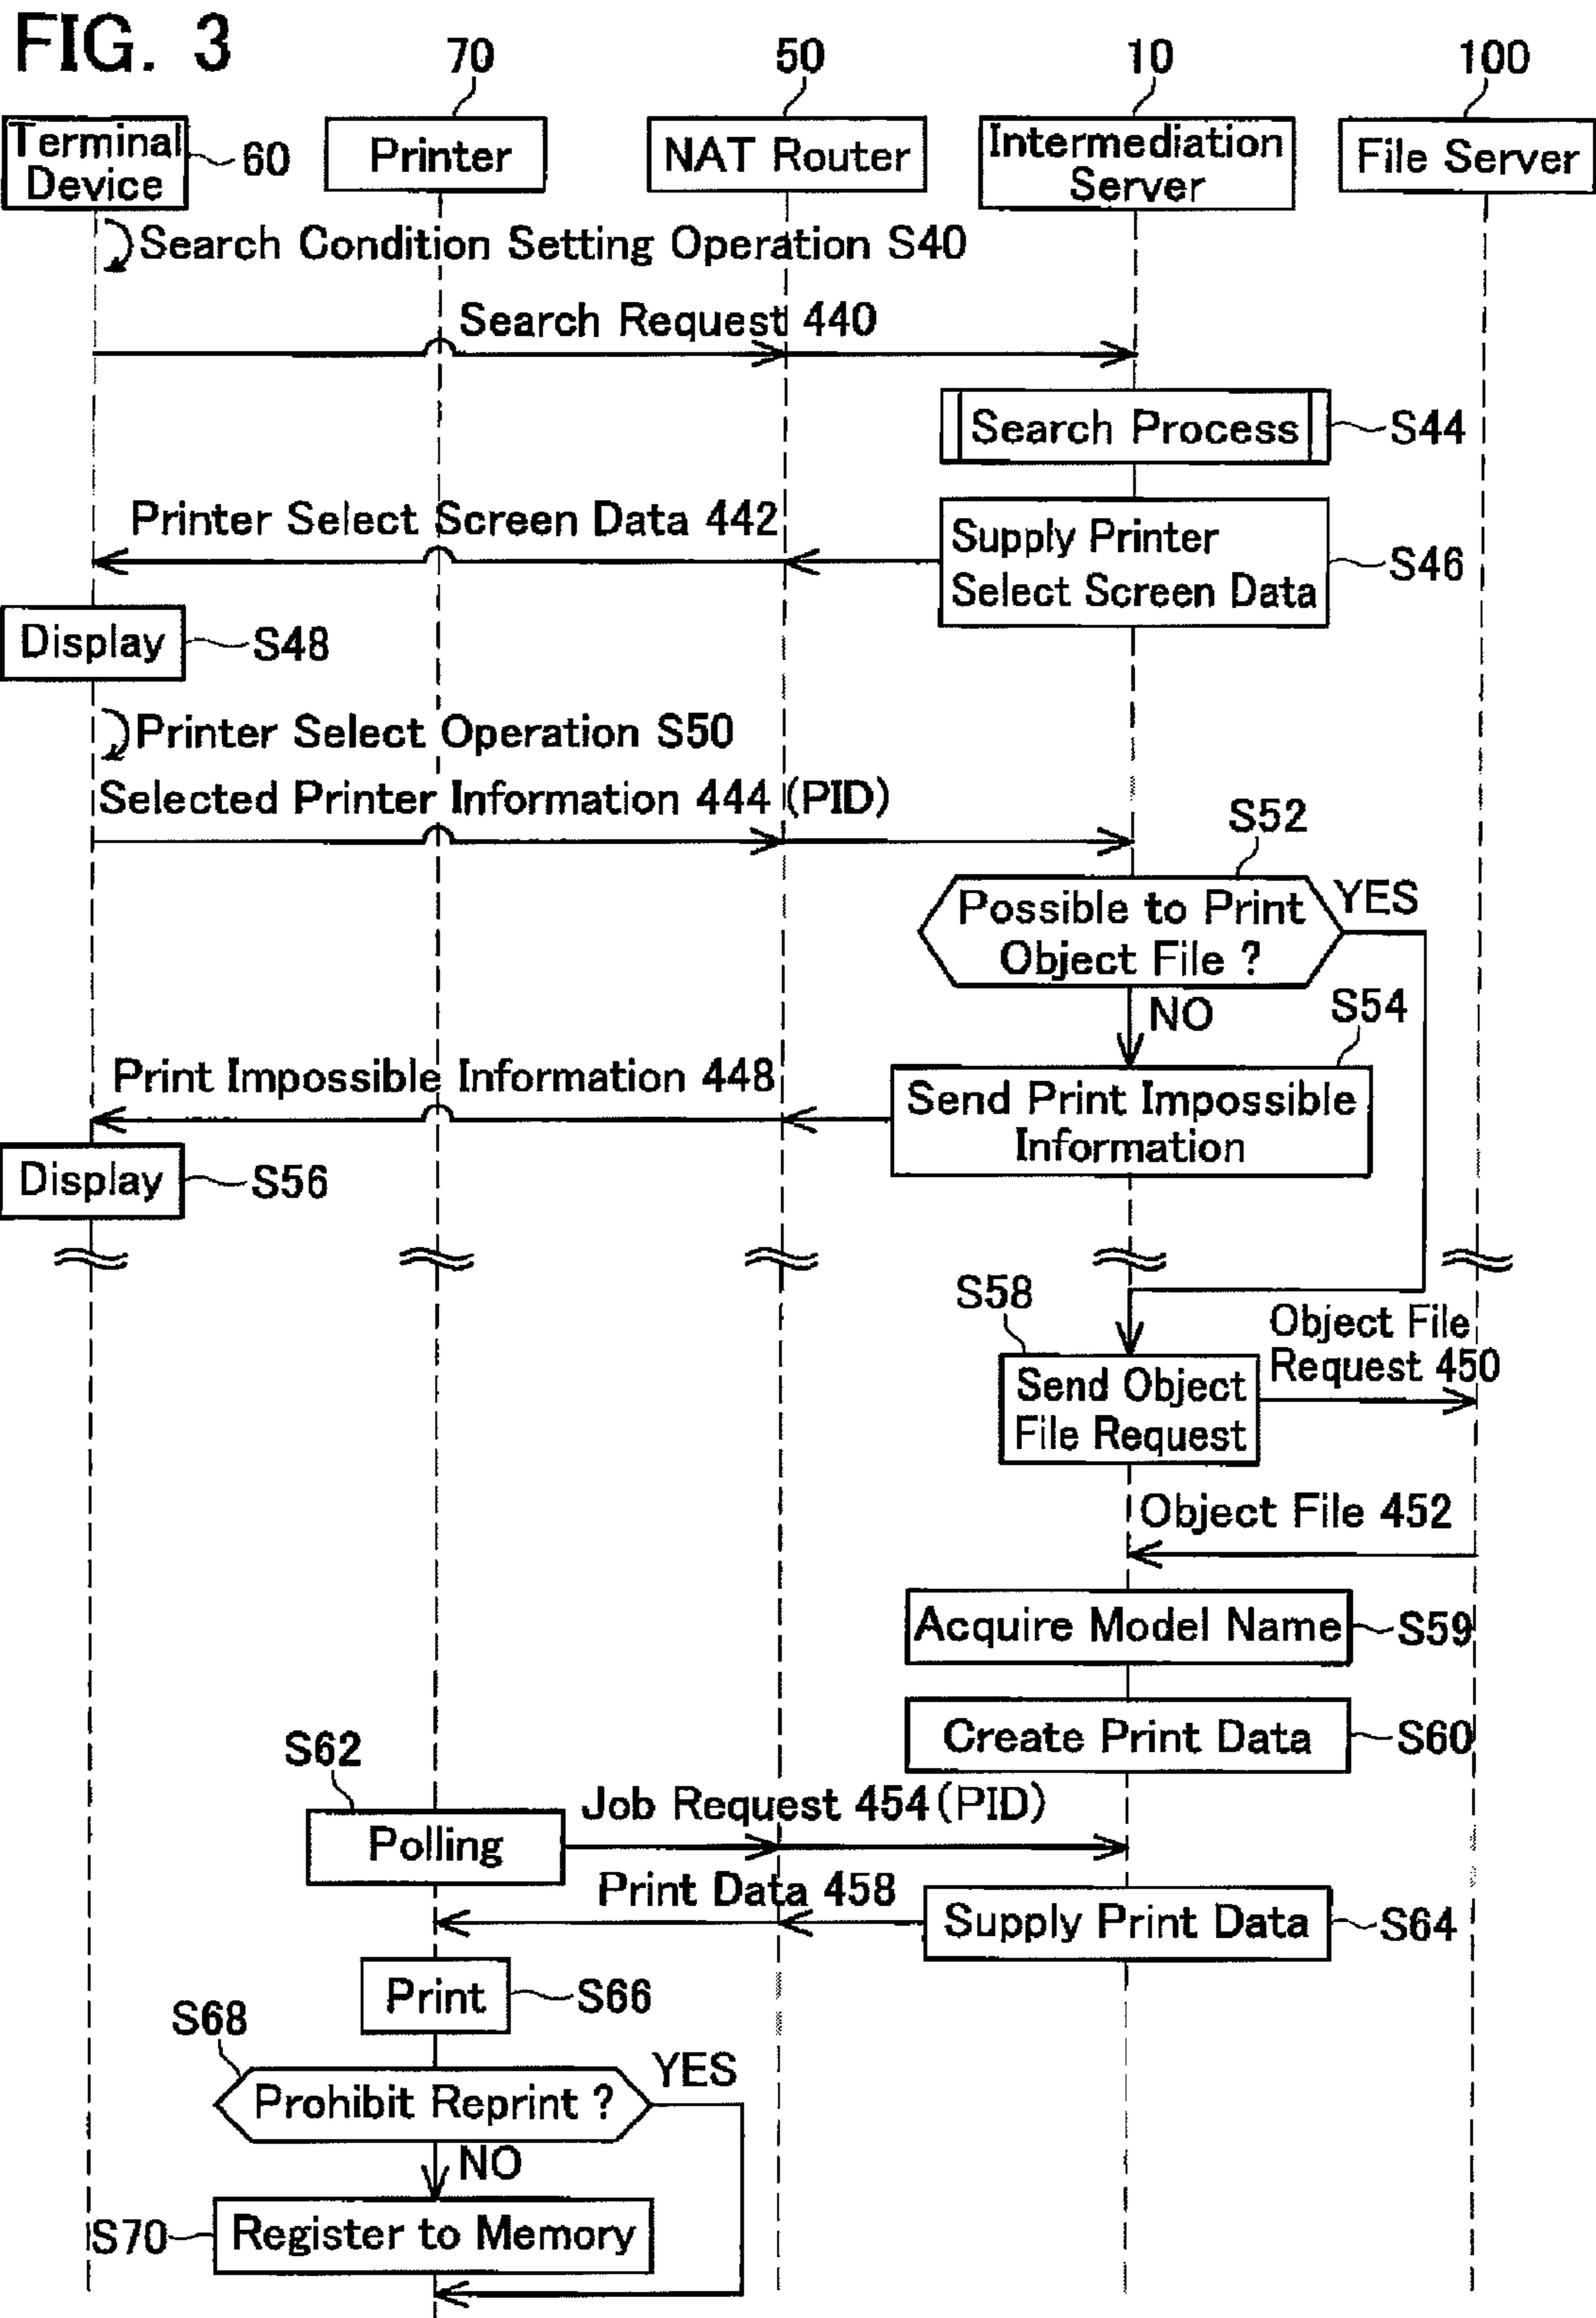 FIG. 3
70
50
10
100
Terminal
Device
60
Printer
NAT Router
Intermediation
Server
File Server
Search Condition Setting Operation S40
Search Request 440
Search Process
S44
Printer Select Screen Data 442
Supply Printer
Select Screen Data
S46
Display
S48
Printer Select Operation S50
Selected Printer Information 444 (PID)
S52
Possible to Print
Object File ?
YES
NO
S54
Print Impossible Information 448
Send Print Impossible
Information
Display
S56
S58
Object File
Request 450
Send Object
File Request
Object File 452
Acquire Model Name
S59
Create Print Data
S60
S62
Polling
Job Request 454 (PID)
Print Data 458
Supply Print Data
S64
Print
S66
S68
Prohibit Reprint ?
YES
NO
S70
Register to Memory